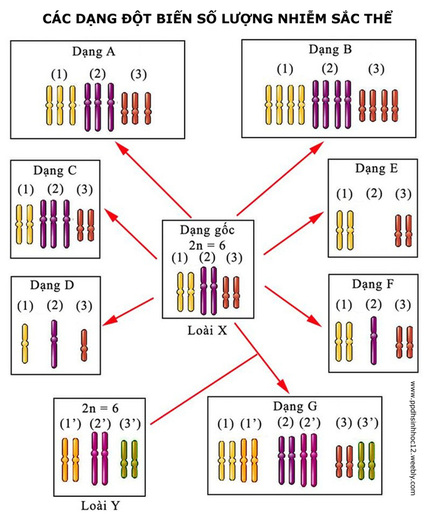 CÁC DẠNG ĐỘT BIẾN SỐ LƯỢNG NHIỄM SẮC THỂ
Dạng A
(1) (2) (3)
Dạng B
(1) (2) (3)
Dạng C
(1) (2) (3)
Dạng gốc
2n = 6
(1) (2) (3)
Loài X
Dạng E
(1) (2) (3)
Dạng D
(1) (2) (3)
Dạng F
(1) (2) (3)
2n = 6
(1') (2') (3')
Loài Y
Dạng G
(1) (1') (2) (2') (3) (3')
www.ppdhsinhhoc12.weebly.com